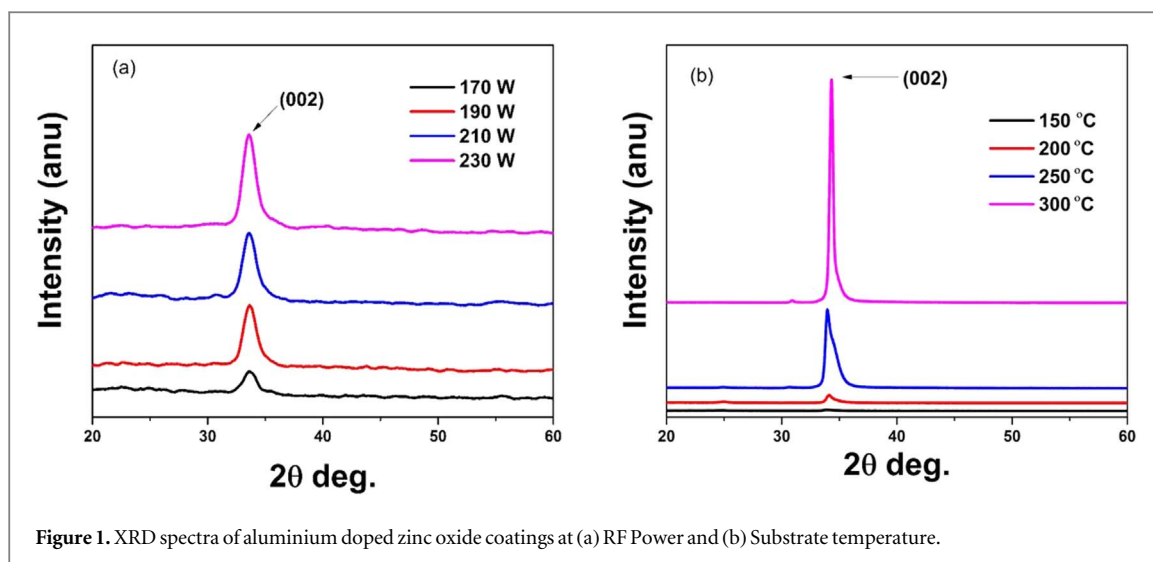 (a)
170 W
190 W
210 W
230 W
(002)
Intensity (anu)
20 30 40 50 60
2θ deg.
(b)
(002)
150 °C
200 °C
250 °C
300 °C
Intensity (anu)
20 30 40 50 60
2θ deg.
Figure 1. XRD spectra of aluminium doped zinc oxide coatings at (a) RF Power and (b) Substrate temperature.